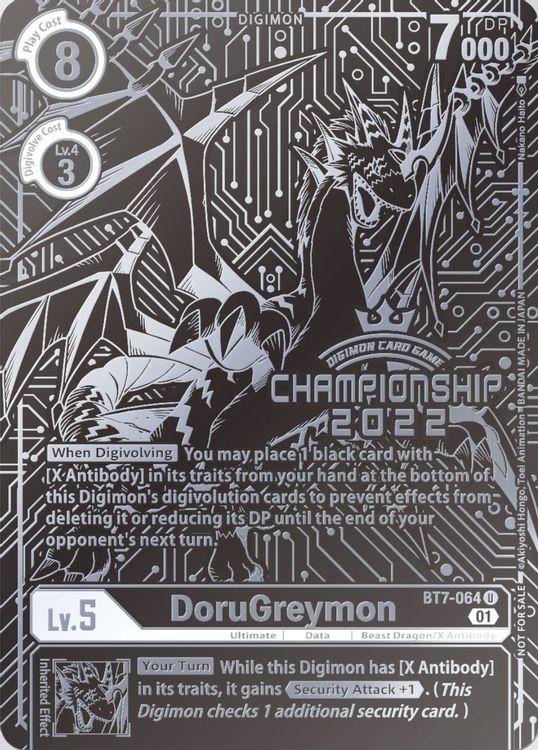 DIGIMON
Play Cost
8
7000
DP
Digivolve Cost
Lv.4
3
Nakano Haito
DIGIMON CARD GAME
CHAMPIONSHIP
2022
When Digivolving You may place 1 black card with
[X Antibody] in its traits from your hand at the bottom of
this Digimon's digivolution cards to prevent effects from
deleting it or reducing its DP until the end of your
opponent's next turn.
NOT FOR SALE ©Akiyoshi Hongo, Toei Animation BANDAI MADE IN JAPAN
BT7-064 U
Lv.5
DoruGreymon
01
Ultimate | Data | Beast Dragon/X Antibody
Inherited Effect
Your Turn While this Digimon has [X Antibody]
in its traits, it gains Security Attack +1. (This
Digimon checks 1 additional security card.)